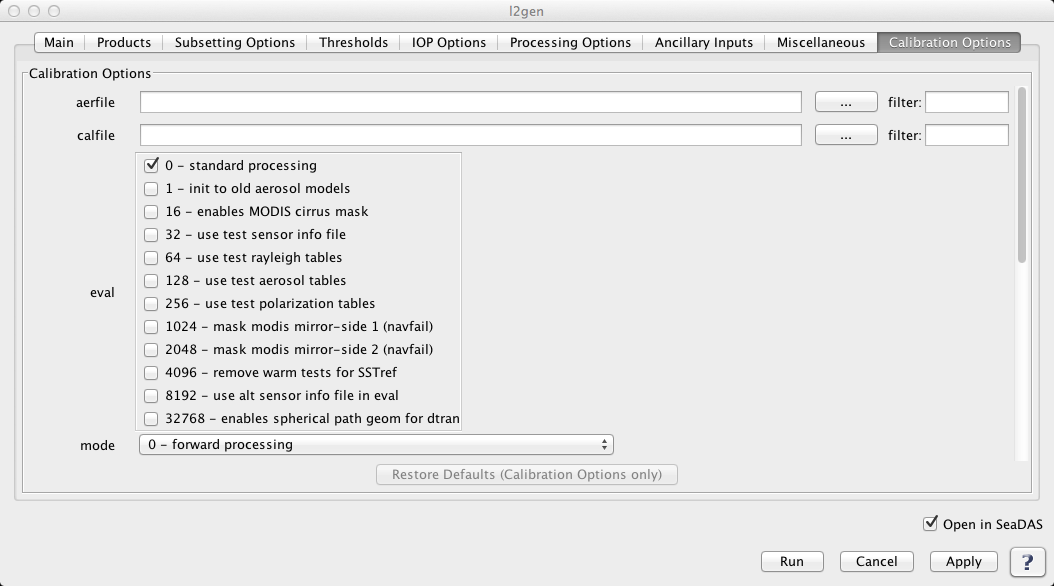 l2gen
Main Products Subsetting Options Thresholds IOP Options Processing Options Ancillary Inputs Miscellaneous Calibration Options
Calibration Options
aerfile ... filter:
calfile ... filter:
0 - standard processing
1 - init to old aerosol models
16 - enables MODIS cirrus mask
32 - use test sensor info file
64 - use test rayleigh tables
128 - use test aerosol tables
eval
256 - use test polarization tables
1024 - mask modis mirror-side 1 (navfail)
2048 - mask modis mirror-side 2 (navfail)
4096 - remove warm tests for SSTref
8192 - use alt sensor info file in eval
32768 - enables spherical path geom for dtran
mode 0 - forward processing
Restore Defaults (Calibration Options only)
Open in SeaDAS
Run Cancel Apply ?